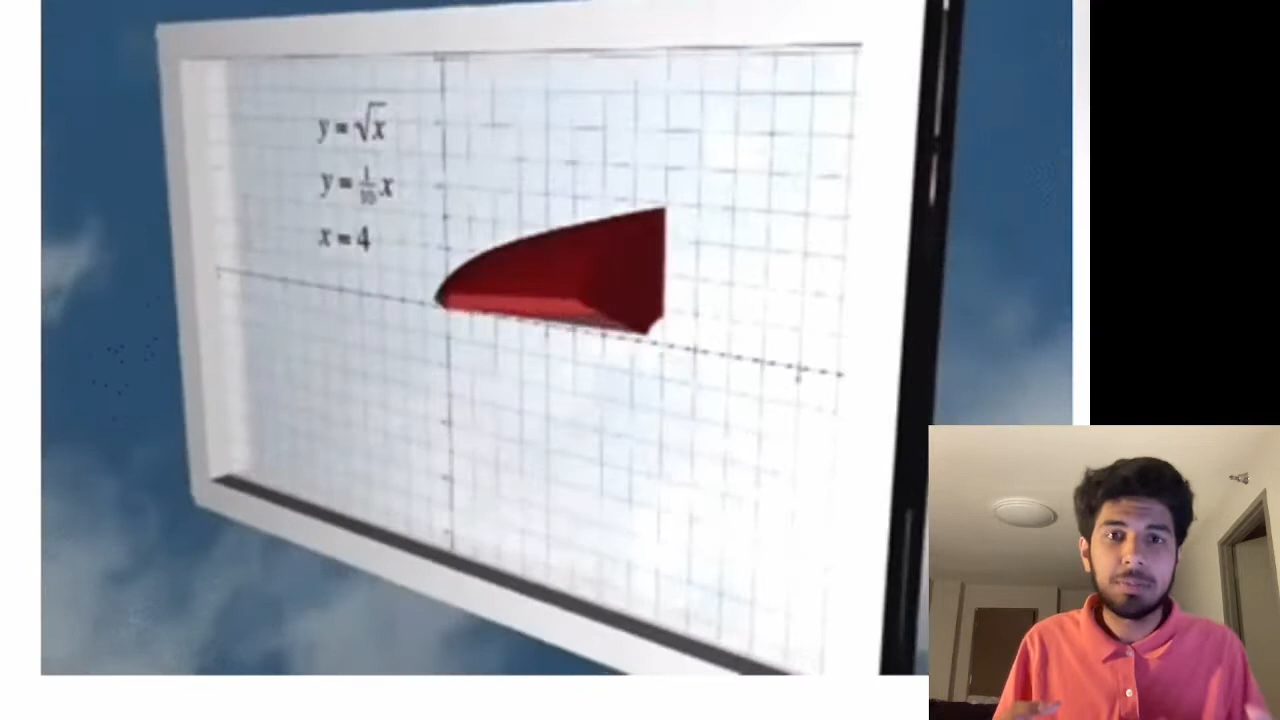 y = √x
y = 1/10 x
x = 4